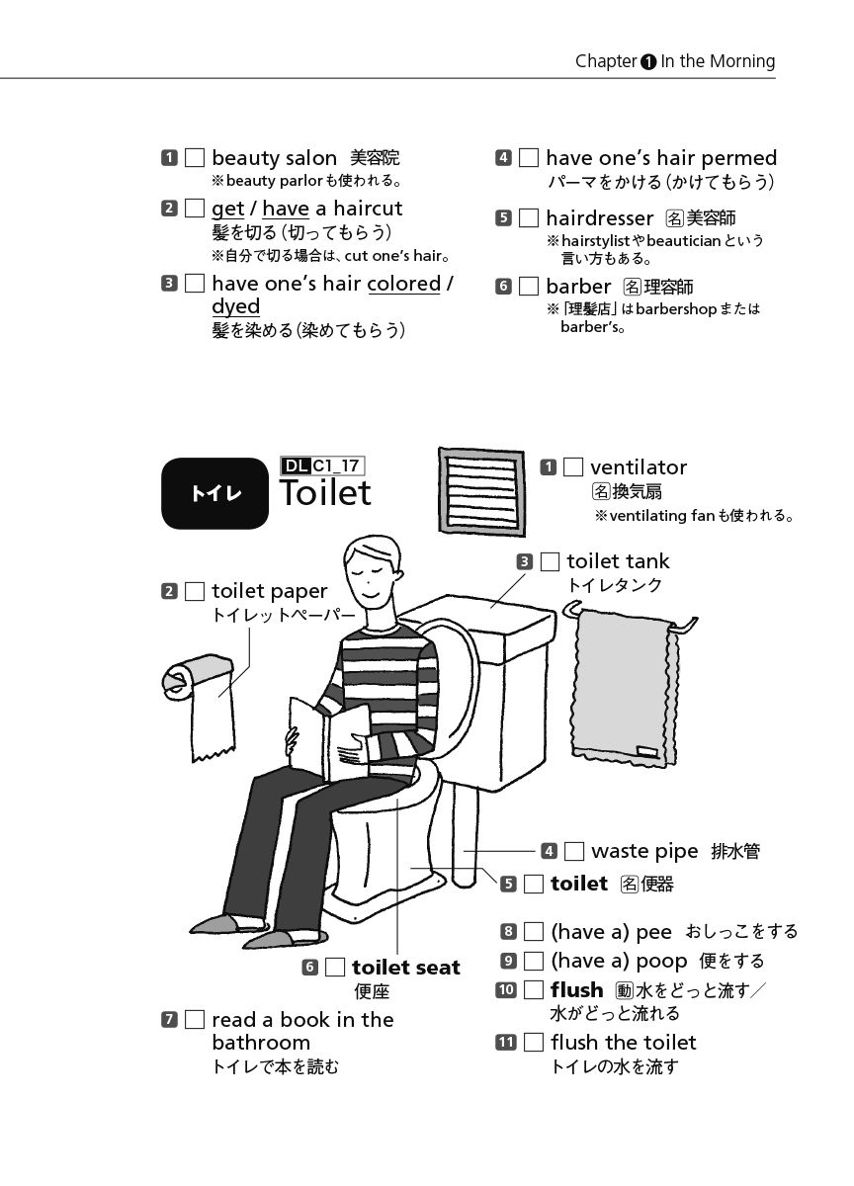 Chapter❶In the Morning
1 □ beauty salon 美容院
※beauty parlorも使われる。
2 □ get / have a haircut
髪を切る(切ってもらう)
※自分で切る場合は、cut one's hair。
3 □ have one's hair colored /
dyed
髪を染める(染めてもらう)
4 □ have one's hair permed
パーマをかける(かけてもらう)
5 □ hairdresser 名美容師
※hairstylistやbeauticianという
言い方もある。
6 □ barber 名理容師
※「理髪店」はbarbershopまたは
barber's。
トイレ
DL C1_17
Toilet
1 □ ventilator
名換気扇
※ventilating fanも使われる。
2 □ toilet paper
トイレットペーパー
3 □ toilet tank
トイレタンク
4 □ waste pipe 排水管
5 □ toilet 名便器
6 □ toilet seat
便座
7 □ read a book in the
bathroom
トイレで本を読む
8 □ (have a) pee おしっこをする
9 □ (have a) poop 便をする
10 □ flush 動水をどっと流す／
水がどっと流れる
11 □ flush the toilet
トイレの水を流す